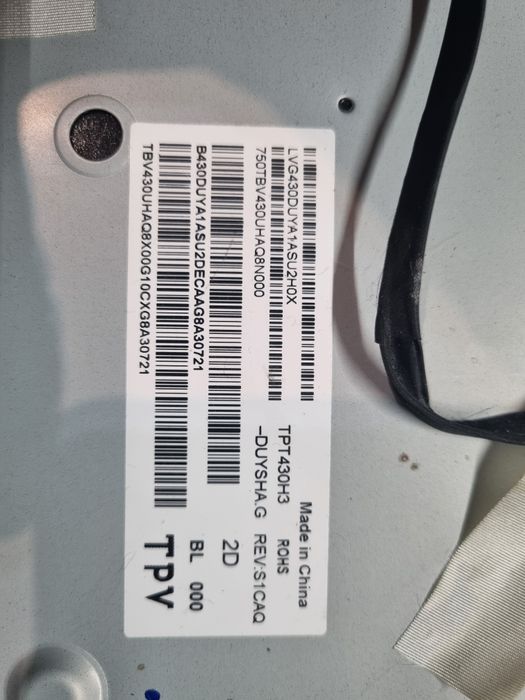 LVG430DUYA1ASU2H0X
Made in China
750TBV430UHAQ8N000
TPT430H3 ROHS
-DUYSHA.G REV:S1CAQ
B430DUYA1ASU2DECAAG8A30721
2D
BL 000
TBV430UHAQ8X00G10CXG8A30721
TPV